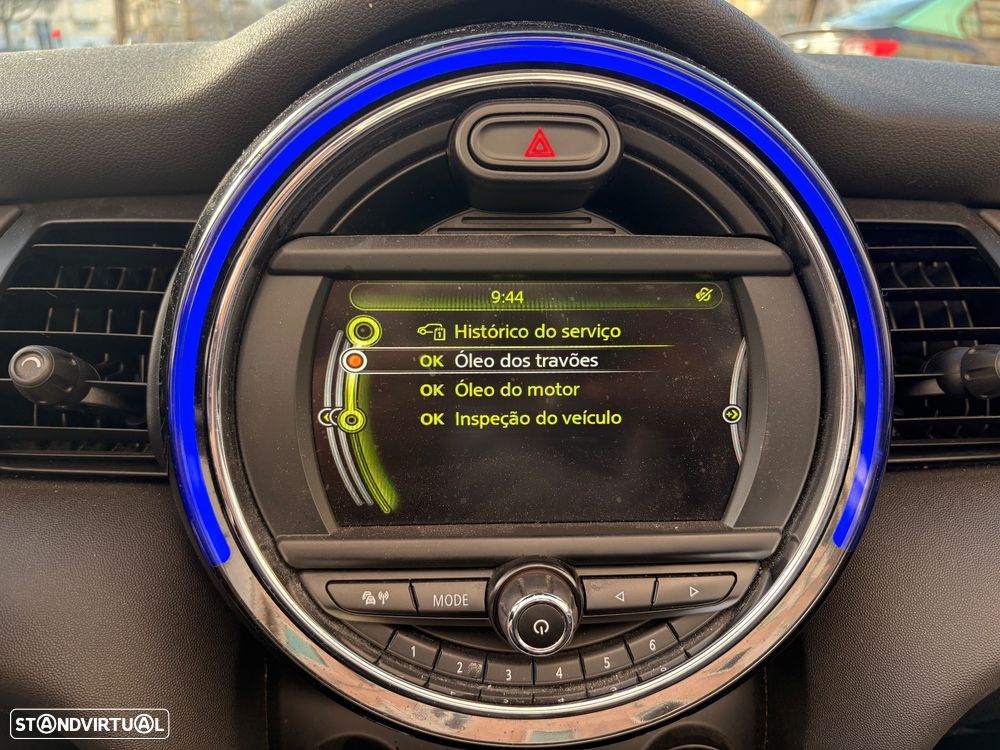 9:44
Histórico do serviço
OK Óleo dos travões
OK Óleo do motor
OK Inspeção do veículo
MODE
1 2 3 4 5 6
STANDVIRTUAL